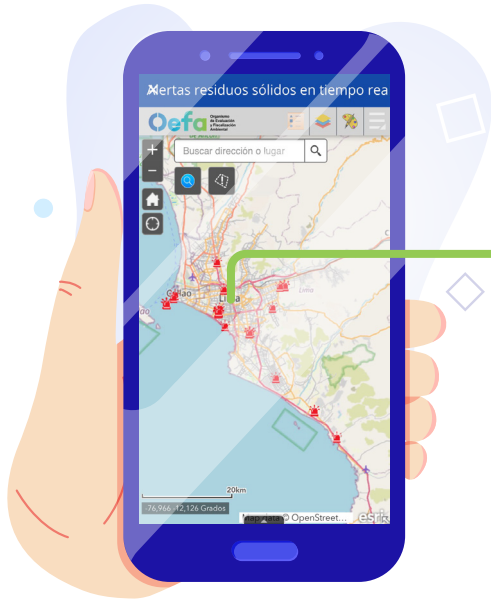 Alertas residuos sólidos en tiempo rea
Oefa
Organismo
de Evaluación
y Fiscalización
Ambiental
+
Buscar dirección o lugar
−
Callao
Lima
Lima
20km
-76,966 -12,126 Grados
Map data © OpenStreet...
esri